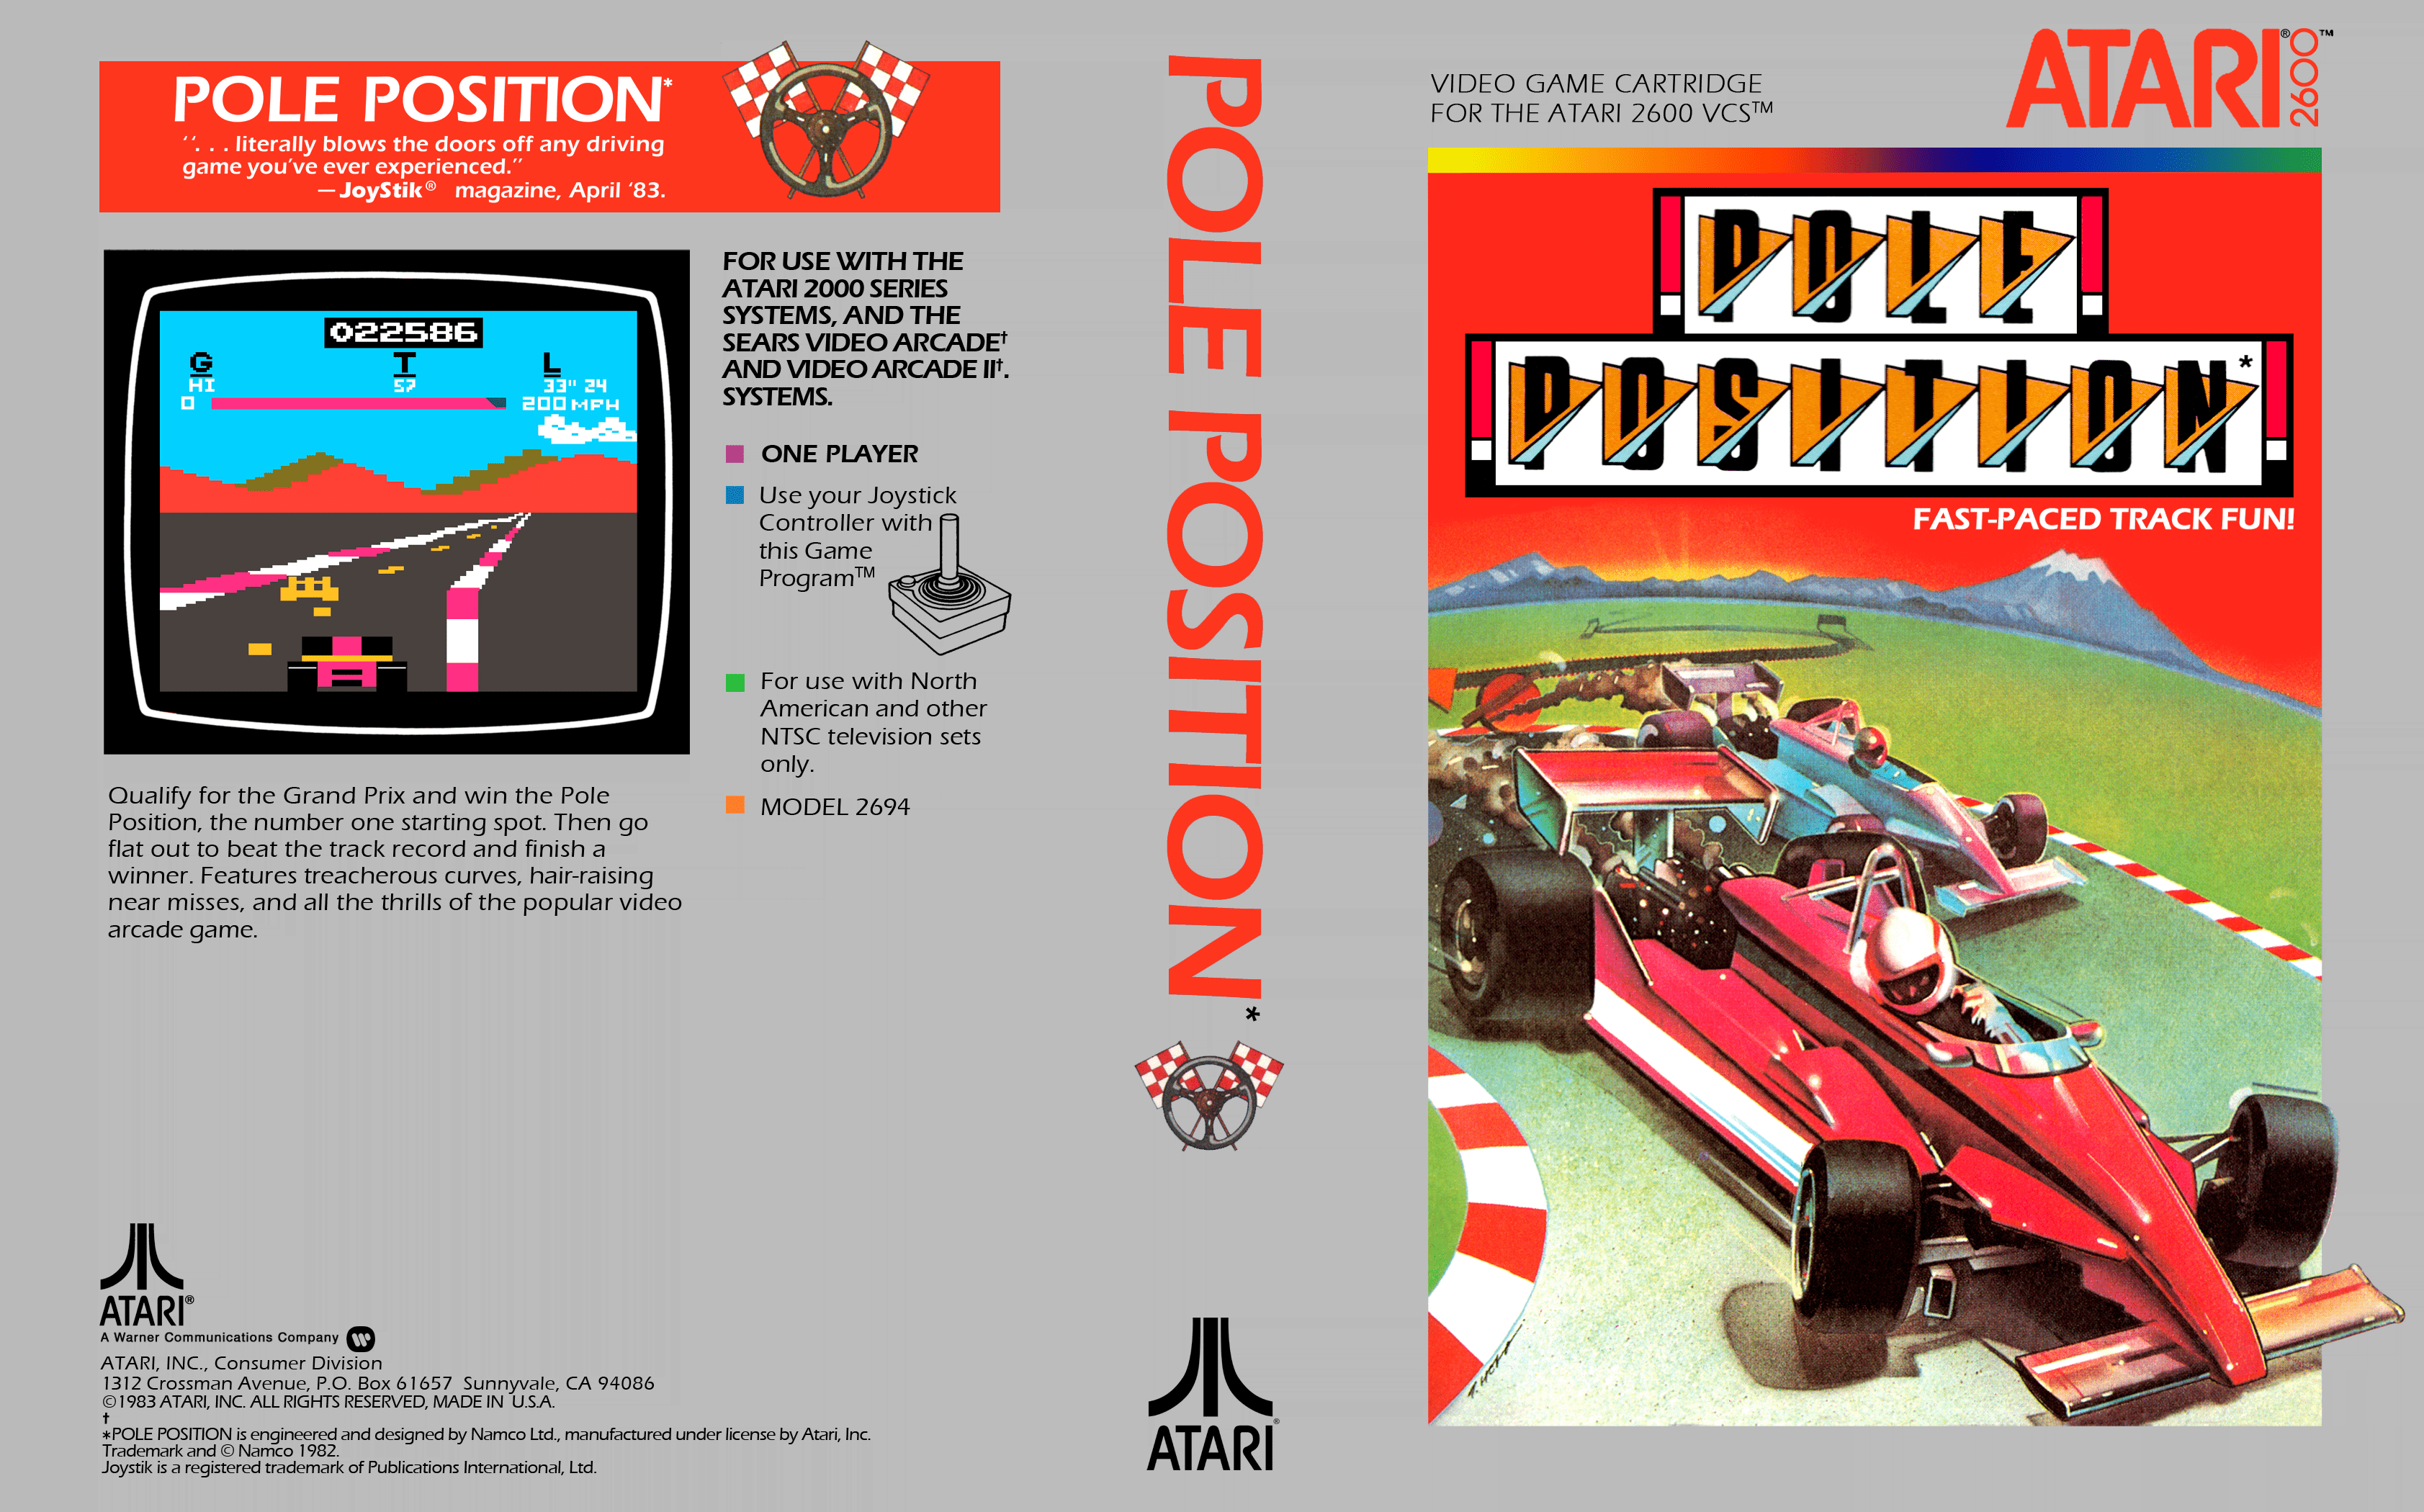 POLE POSITION*
“. . . literally blows the doors off any driving
game you’ve ever experienced.”
—JoyStik® magazine, April ‘83.
022586
G T L
HI 57 33" 24
0 200 MPH
Qualify for the Grand Prix and win the Pole
Position, the number one starting spot. Then go
flat out to beat the track record and finish a
winner. Features treacherous curves, hair-raising
near misses, and all the thrills of the popular video
arcade game.
FOR USE WITH THE
ATARI 2000 SERIES
SYSTEMS, AND THE
SEARS VIDEO ARCADE†
AND VIDEO ARCADE II†.
SYSTEMS.
ONE PLAYER
Use your Joystick
Controller with
this Game
Program™
For use with North
American and other
NTSC television sets
only.
MODEL 2694
ATARI®
A Warner Communications Company
ATARI, INC., Consumer Division
1312 Crossman Avenue, P.O. Box 61657 Sunnyvale, CA 94086
©1983 ATARI, INC. ALL RIGHTS RESERVED, MADE IN U.S.A.
†
*POLE POSITION is engineered and designed by Namco Ltd., manufactured under license by Atari, Inc.
Trademark and © Namco 1982.
Joystik is a registered trademark of Publications International, Ltd.
POLE POSITION*
ATARI®
VIDEO GAME CARTRIDGE
FOR THE ATARI 2600 VCS™
ATARI® 2600™
POLE
POSITION*
FAST-PACED TRACK FUN!